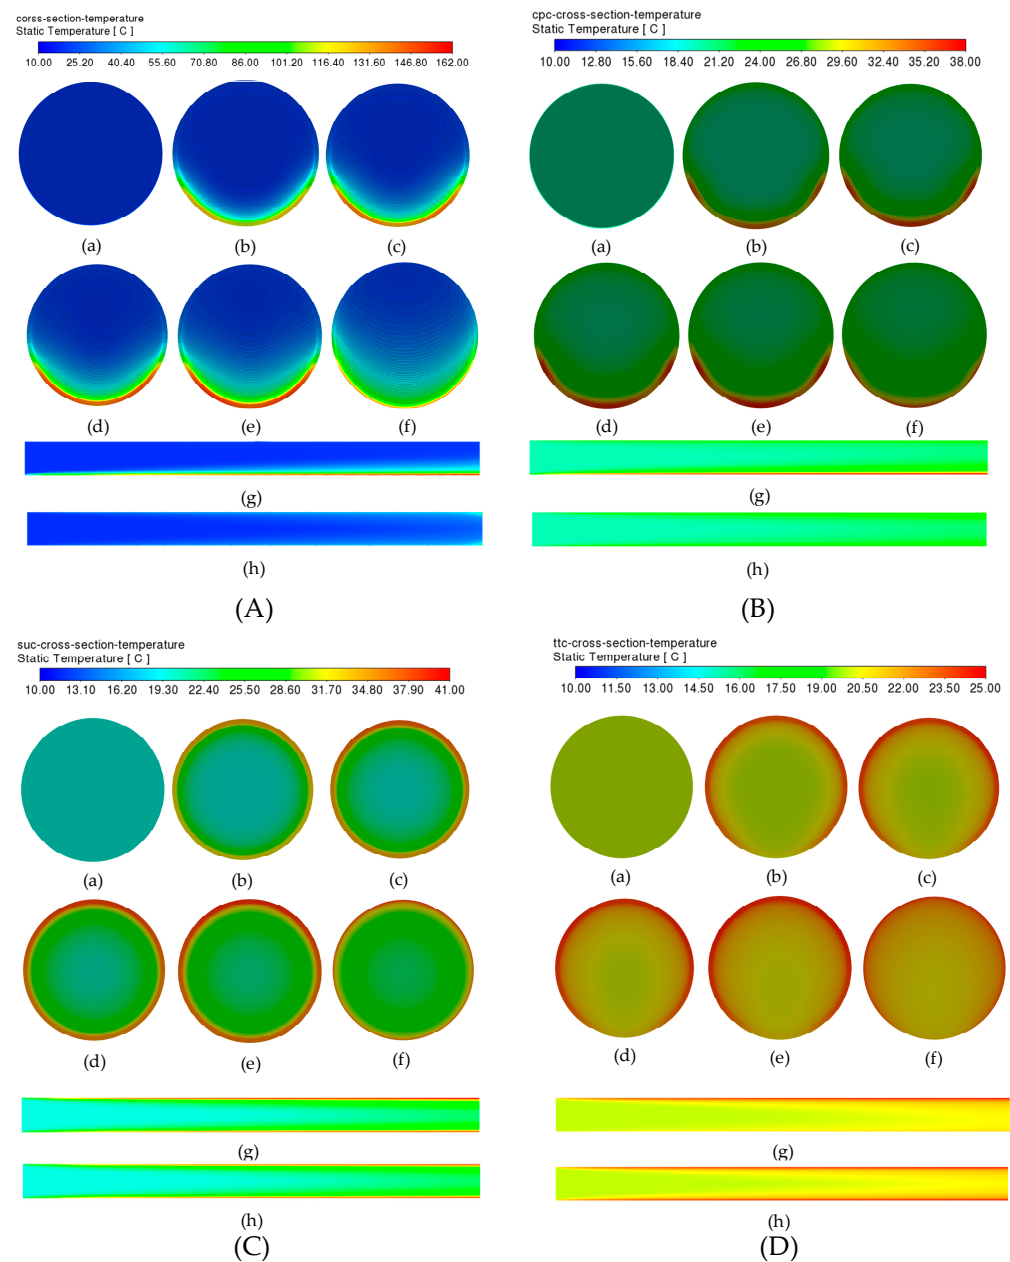 corss-section-temperature
Static Temperature [ C ]
10.00 25.20 40.40 55.60 70.80 86.00 101.20 116.40 131.60 146.80 162.00
(a) (b) (c)
(d) (e) (f)
(g)
(h)
(A)
cpc-cross-section-temperature
Static Temperature [ C ]
10.00 12.80 15.60 18.40 21.20 24.00 26.80 29.60 32.40 35.20 38.00
(a) (b) (c)
(d) (e) (f)
(g)
(h)
(B)
suc-cross-section-temperature
Static Temperature [ C ]
10.00 13.10 16.20 19.30 22.40 25.50 28.60 31.70 34.80 37.90 41.00
(a) (b) (c)
(d) (e) (f)
(g)
(h)
(C)
ttc-cross-section-temperature
Static Temperature [ C ]
10.00 11.50 13.00 14.50 16.00 17.50 19.00 20.50 22.00 23.50 25.00
(a) (b) (c)
(d) (e) (f)
(g)
(h)
(D)